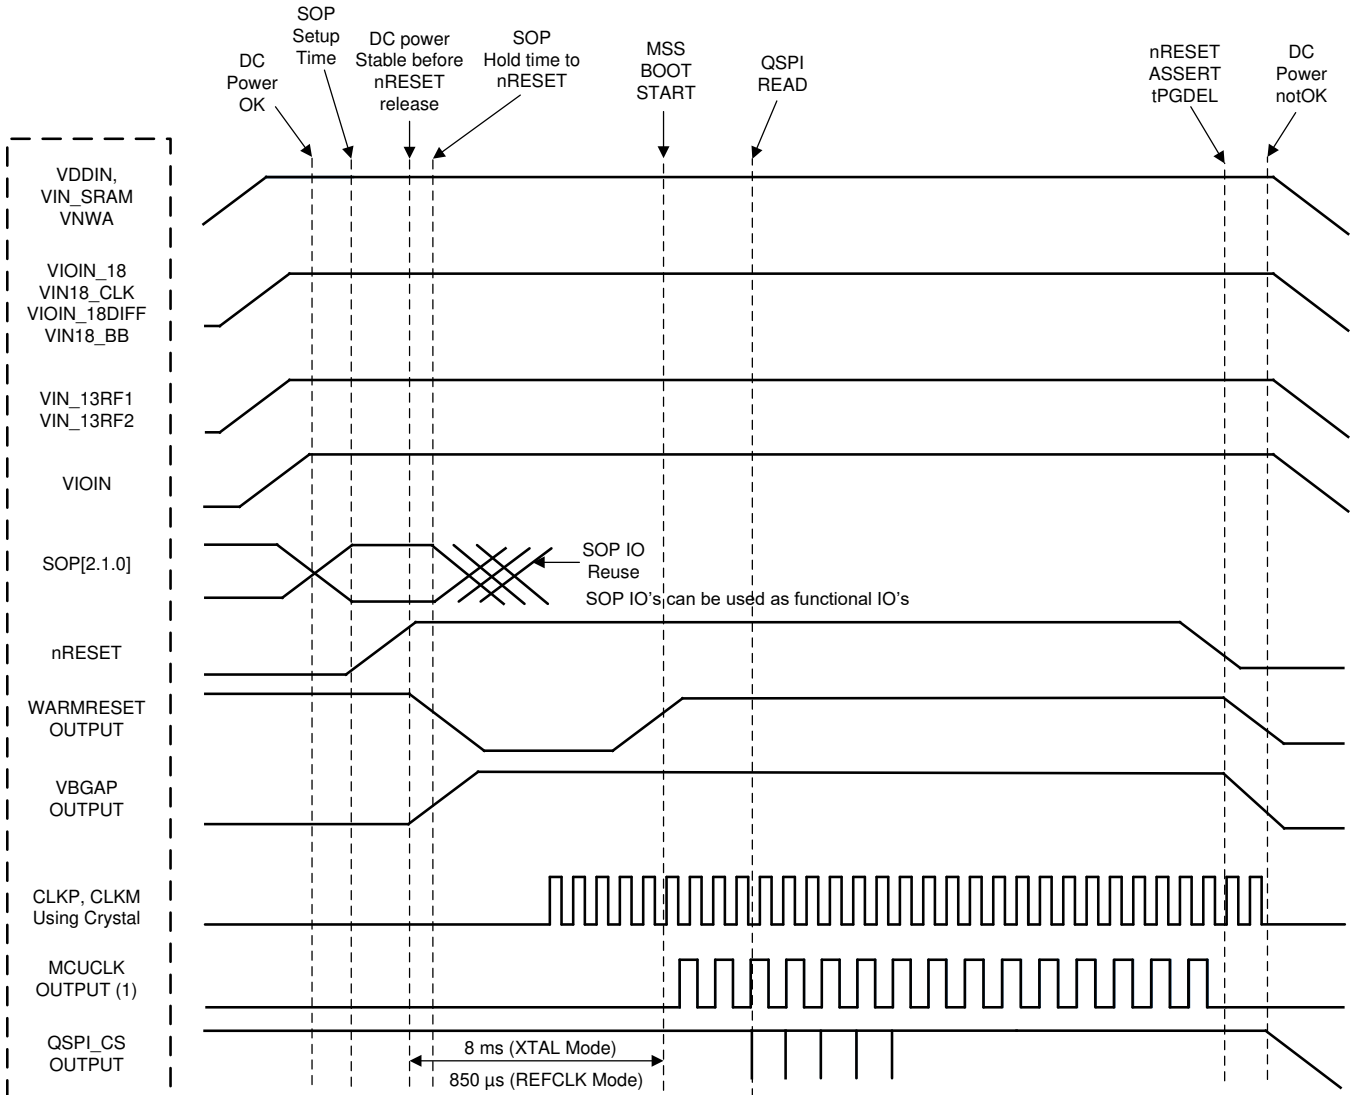 DC
Power
OK
SOP
Setup
Time
DC power
Stable before
nRESET
release
SOP
Hold time to
nRESET
MSS
BOOT
START
QSPI
READ
nRESET
ASSERT
tPGDEL
DC
Power
notOK
VDDIN,
VIN_SRAM
VNWA
VIOIN_18
VIN18_CLK
VIOIN_18DIFF
VIN18_BB
VIN_13RF1
VIN_13RF2
VIOIN
SOP[2.1.0]
SOP IO
Reuse
SOP IO's can be used as functional IO's
nRESET
WARMRESET
OUTPUT
VBGAP
OUTPUT
CLKP, CLKM
Using Crystal
MCUCLK
OUTPUT (1)
QSPI_CS
OUTPUT
8 ms (XTAL Mode)
850 µs (REFCLK Mode)